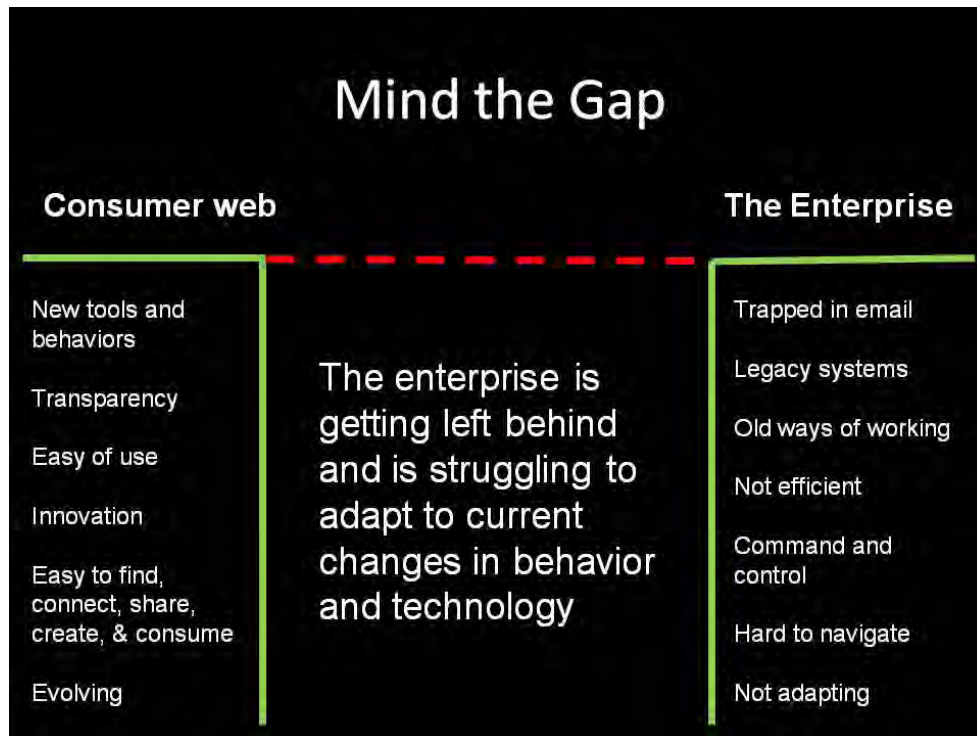 Mind the Gap
Consumer web
New tools and
behaviors
Transparency
Easy of use
Innovation
Easy to find,
connect, share,
create, & consume
Evolving
The enterprise is
getting left behind
and is struggling to
adapt to current
changes in behavior
and technology
The Enterprise
Trapped in email
Legacy systems
Old ways of working
Not efficient
Command and
control
Hard to navigate
Not adapting